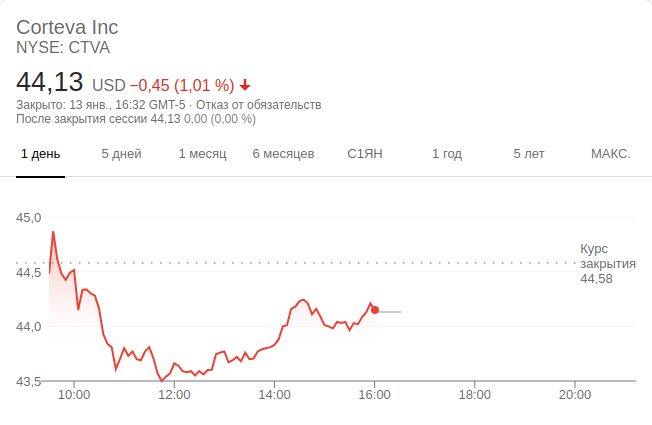 Corteva Inc
NYSE: CTVA
44,13 USD −0,45 (1,01 %)
Закрыто: 13 янв., 16:32 GMT-5 · Отказ от обязательств
После закрытия сессии 44,13 0,00 (0,00 %)
1 день 5 дней 1 месяц 6 месяцев С1ЯН 1 год 5 лет МАКС.
45,0
Курс
закрытия
44,58
44,5
44,0
43,5
10:00 12:00 14:00 16:00 18:00 20:00